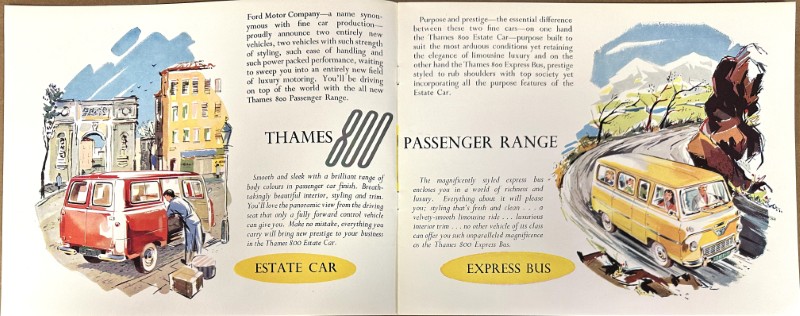 Ford Motor Company—a name synon-
ymous with fine car production—
proudly announce two entirely new
vehicles, two vehicles with such strength
of styling, such ease of handling and
such power packed performance, waiting
to sweep you into an entirely new field
of luxury motoring. You'll be driving
on top of the world with the all new
Thames 800 Passenger Range.
Purpose and prestige—the essential difference
between these two fine cars—on one hand
the Thames 800 Estate Car—purpose built to
suit the most arduous conditions yet retaining
the elegance of limousine luxury and on the
other hand the Thames 800 Express Bus, prestige
styled to rub shoulders with top society yet
incorporating all the purpose features of the
Estate Car.
THAMES 800 PASSENGER RANGE
Smooth and sleek with a brilliant range of
body colours in passenger car finish. Breath-
takingly beautiful interior, styling and trim.
You'll love the panoramic view from the driving
seat that only a fully forward control vehicle
can give you. Make no mistake, everything you
carry will bring new prestige to your business
in the Thames 800 Estate Car.
ESTATE CAR
The magnificently styled express bus
encloses you in a world of richness and
luxury. Everything about it will please
you; styling that's fresh and clean . . . a
velvety-smooth limousine ride . . . luxurious
interior trim . . . no other vehicle of its class
can offer you such unparalleled magnificence
as the Thames 800 Express Bus.
EXPRESS BUS